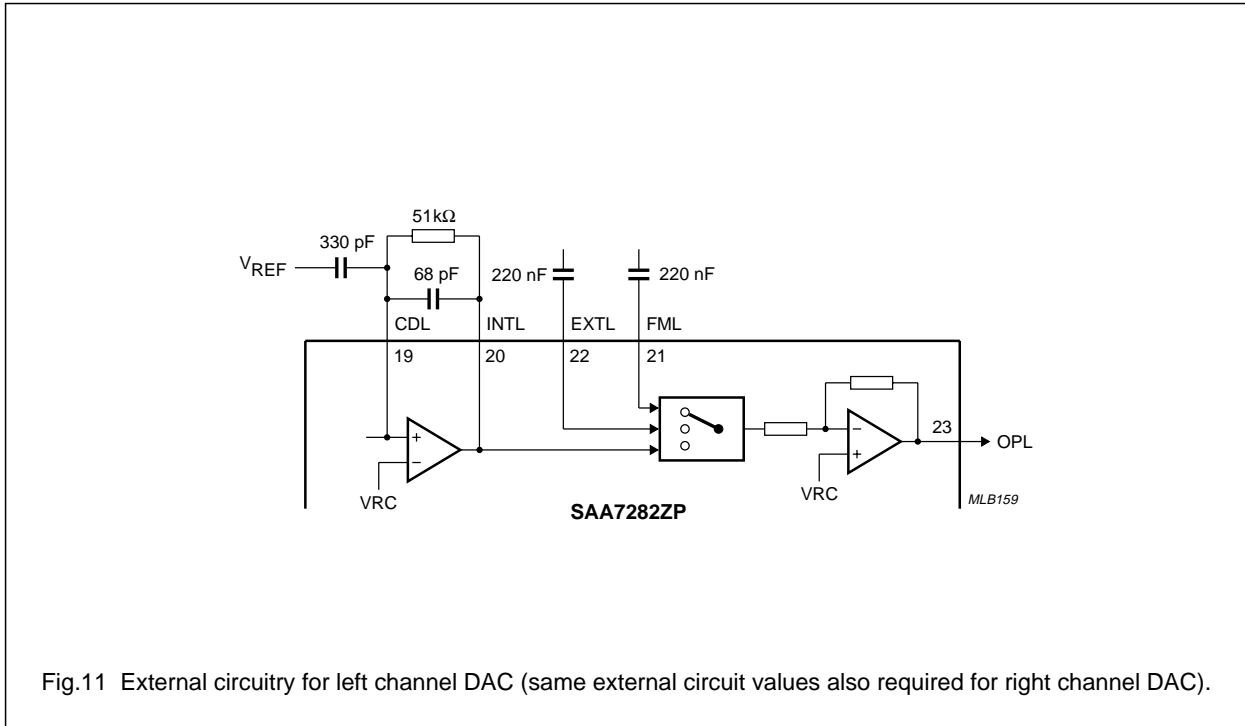 51kΩ
330 pF
VREF
68 pF
220 nF
220 nF
CDL
INTL
EXTL
FML
19
20
22
21
23
+
−
−
+
OPL
VRC
VRC
MLB159
SAA7282ZP
Fig.11 External circuitry for left channel DAC (same external circuit values also required for right channel DAC).